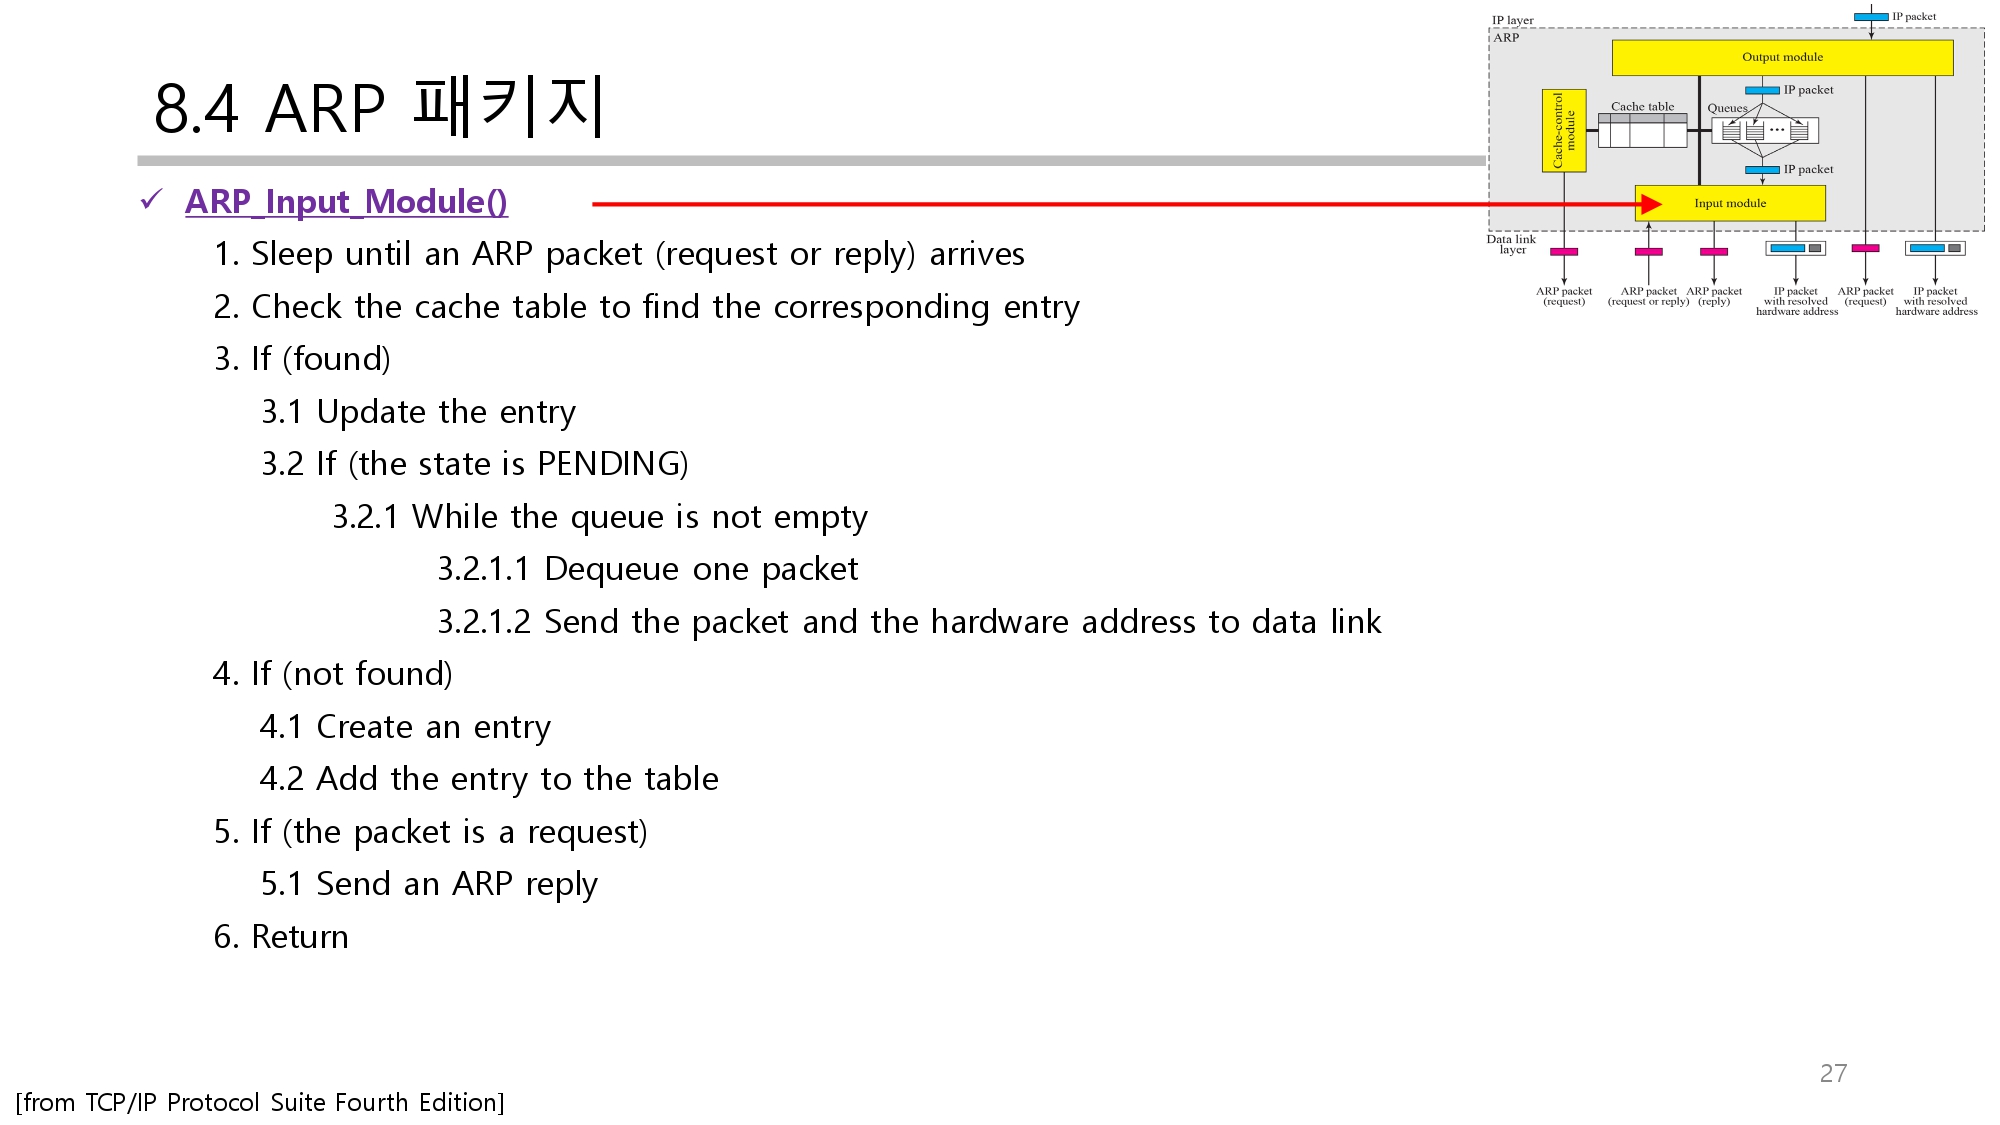 8.4 ARP 패키지
✓ ARP_Input_Module()
1. Sleep until an ARP packet (request or reply) arrives
2. Check the cache table to find the corresponding entry
3. If (found)
3.1 Update the entry
3.2 If (the state is PENDING)
3.2.1 While the queue is not empty
3.2.1.1 Dequeue one packet
3.2.1.2 Send the packet and the hardware address to data link
4. If (not found)
4.1 Create an entry
4.2 Add the entry to the table
5. If (the packet is a request)
5.1 Send an ARP reply
6. Return
IP layer
IP packet
ARP
Output module
IP packet
Cache-control
module
Cache table
Queues
IP packet
Input module
Data link
layer
ARP packet
(request)
ARP packet
(request or reply)
ARP packet
(reply)
IP packet
with resolved
hardware address
ARP packet
(request)
IP packet
with resolved
hardware address
27
[from TCP/IP Protocol Suite Fourth Edition]